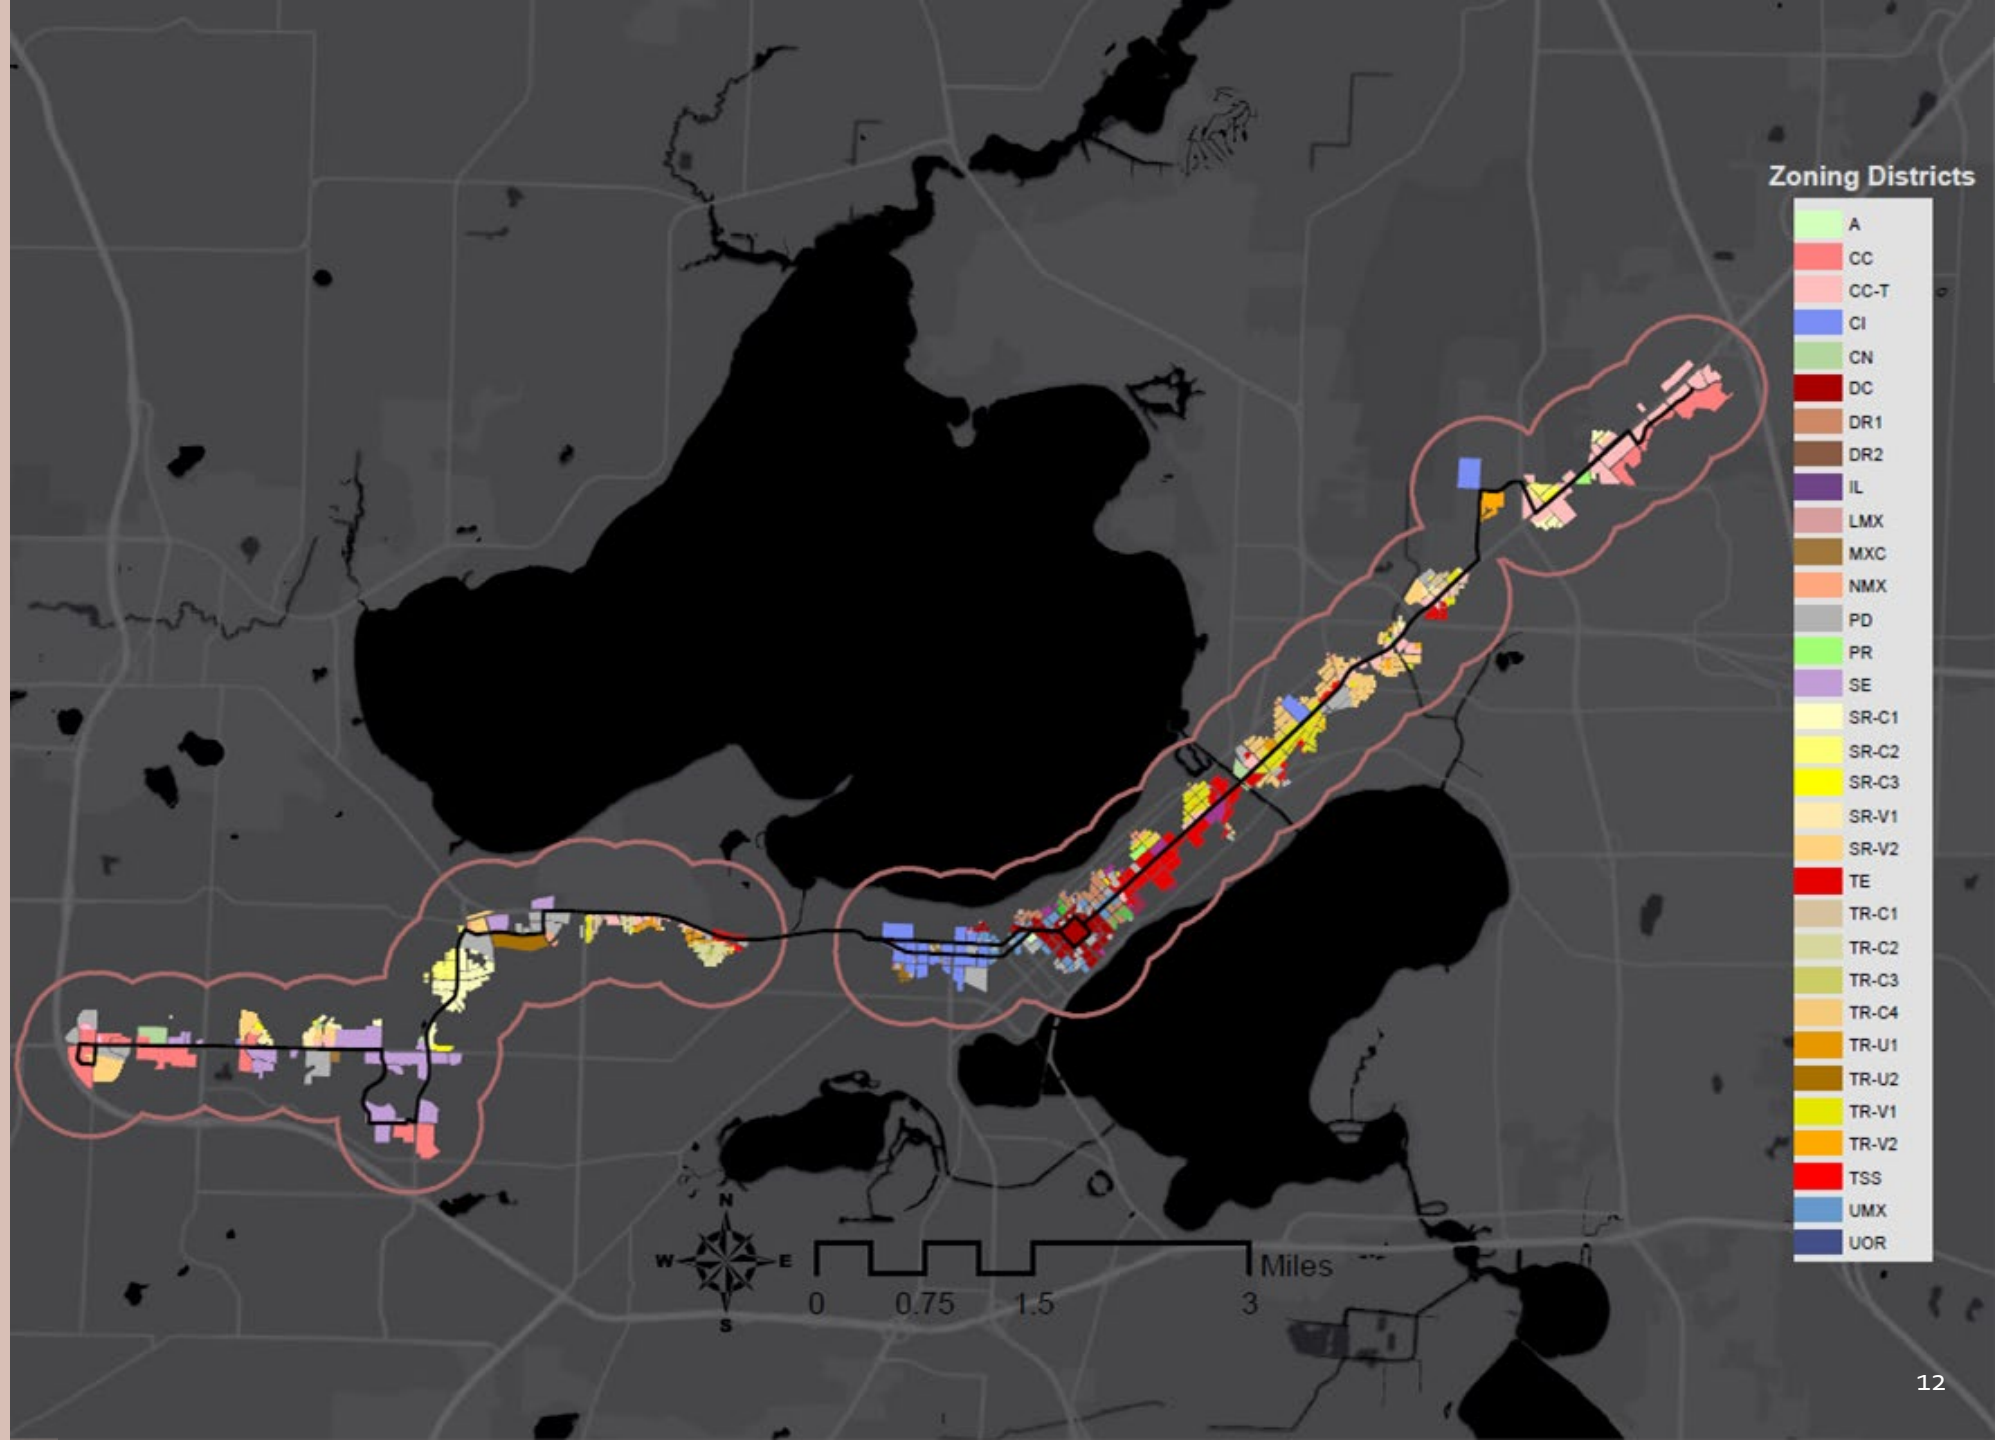 Zoning Districts
A
CC
CC-T
CI
CN
DC
DR1
DR2
IL
LMX
MXC
NMX
PD
PR
SE
SR-C1
SR-C2
SR-C3
SR-V1
SR-V2
TE
TR-C1
TR-C2
TR-C3
TR-C4
TR-U1
TR-U2
TR-V1
TR-V2
TSS
UMX
UOR
N
W E
S
Miles
0 0.75 1.5 3
12